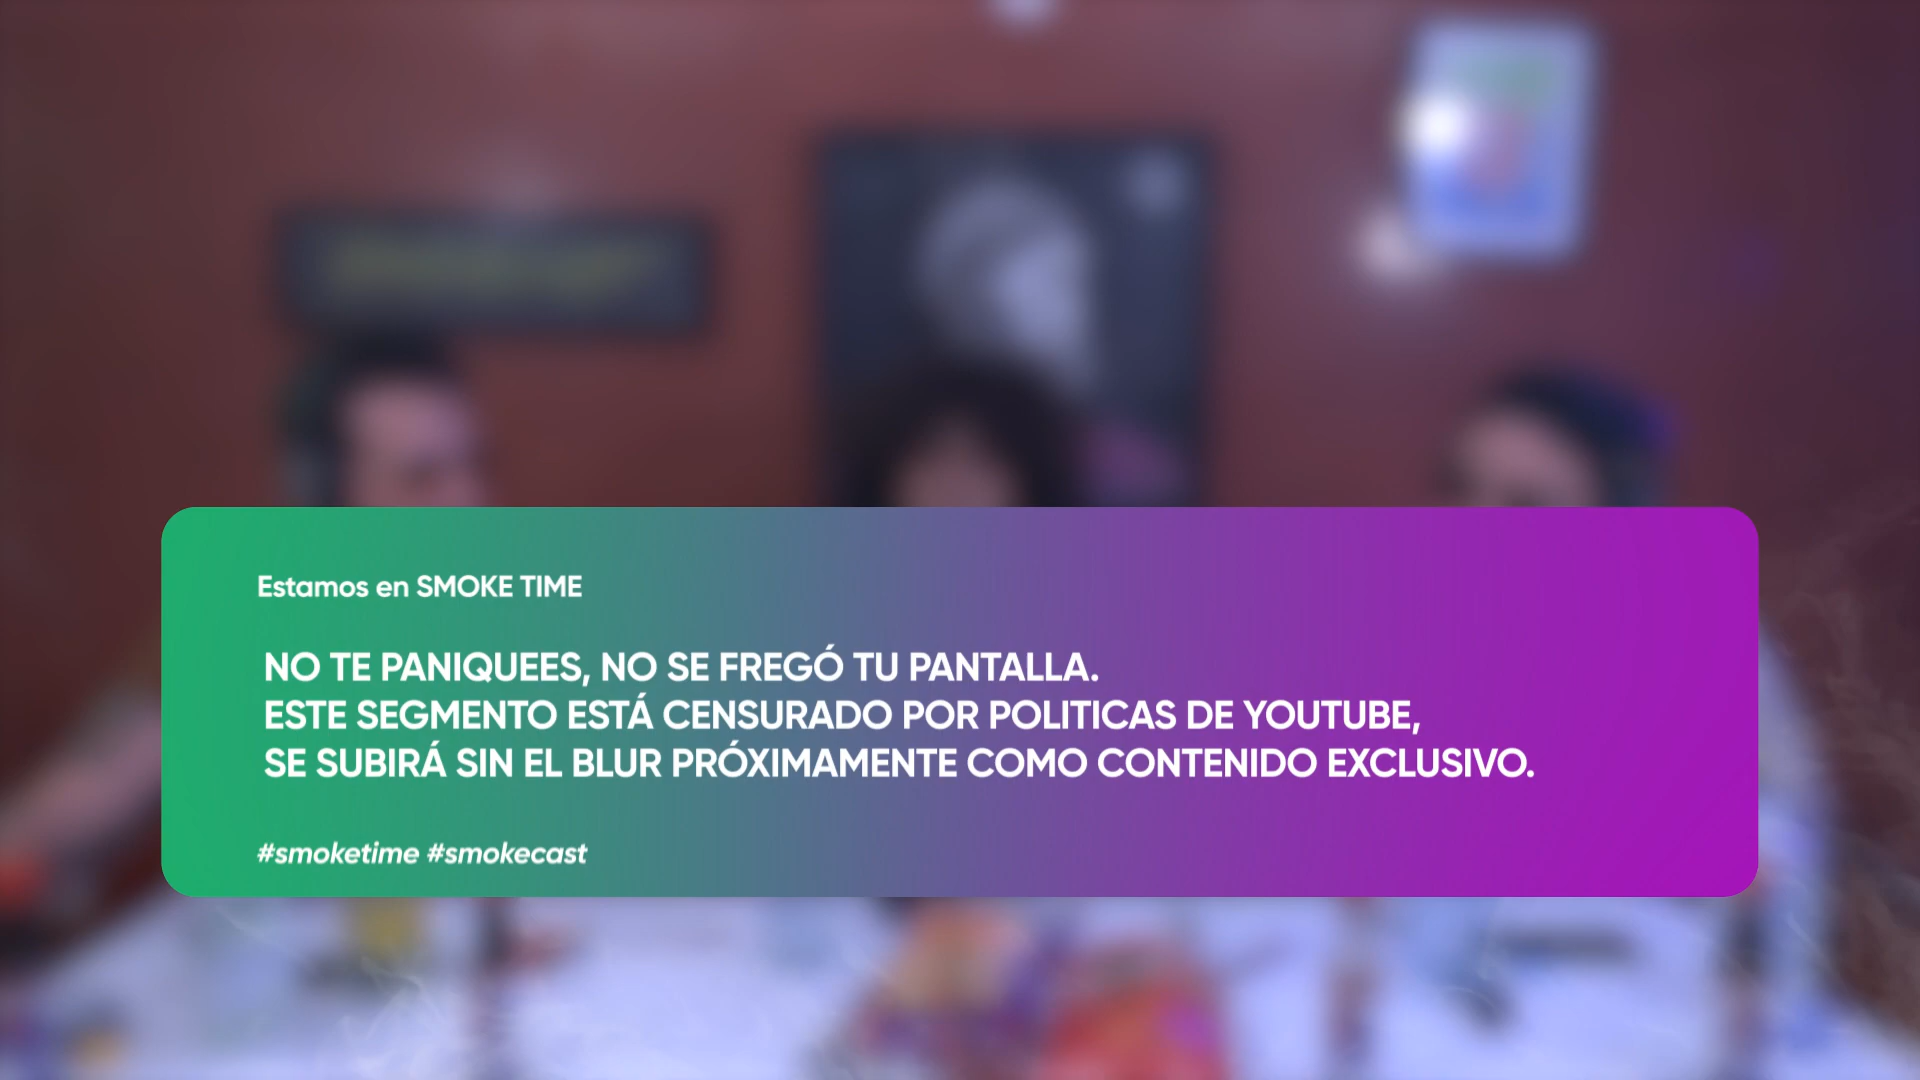 Estamos en SMOKE TIME
NO TE PANIQUEES, NO SE FREGÓ TU PANTALLA.
ESTE SEGMENTO ESTÁ CENSURADO POR POLITICAS DE YOUTUBE,
SE SUBIRÁ SIN EL BLUR PRÓXIMAMENTE COMO CONTENIDO EXCLUSIVO.
#smoketime #smokecast